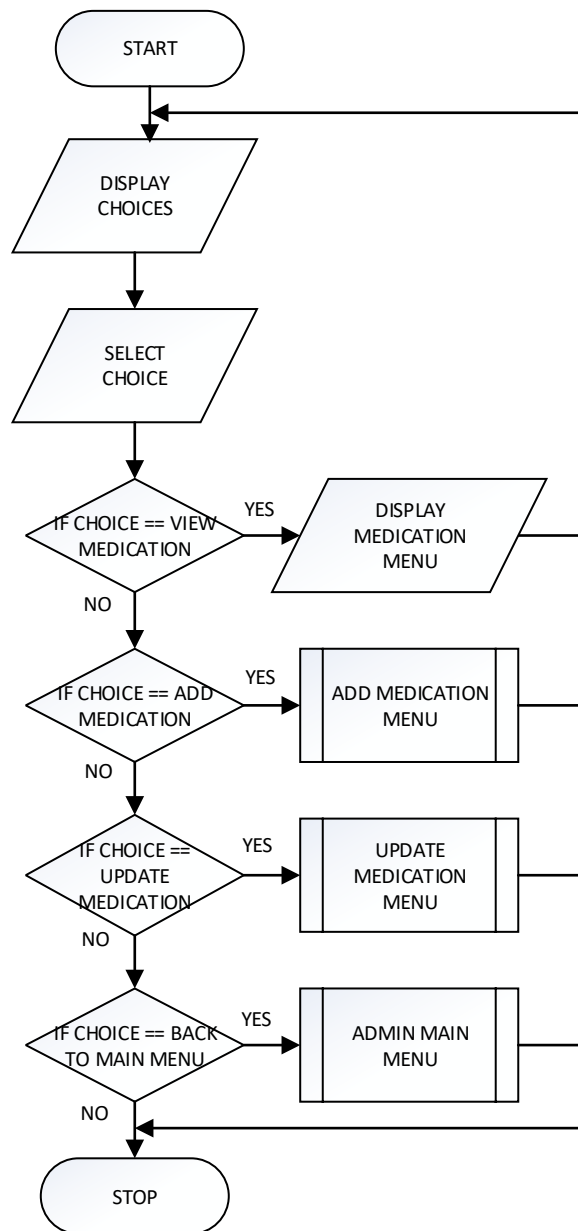 START
DISPLAY
CHOICES
SELECT
CHOICE
IF CHOICE == VIEW
MEDICATION
YES
DISPLAY
MEDICATION
MENU
NO
IF CHOICE == ADD
MEDICATION
YES
ADD MEDICATION
MENU
NO
IF CHOICE ==
UPDATE
MEDICATION
YES
UPDATE
MEDICATION
MENU
NO
IF CHOICE == BACK
TO MAIN MENU
YES
ADMIN MAIN
MENU
NO
STOP